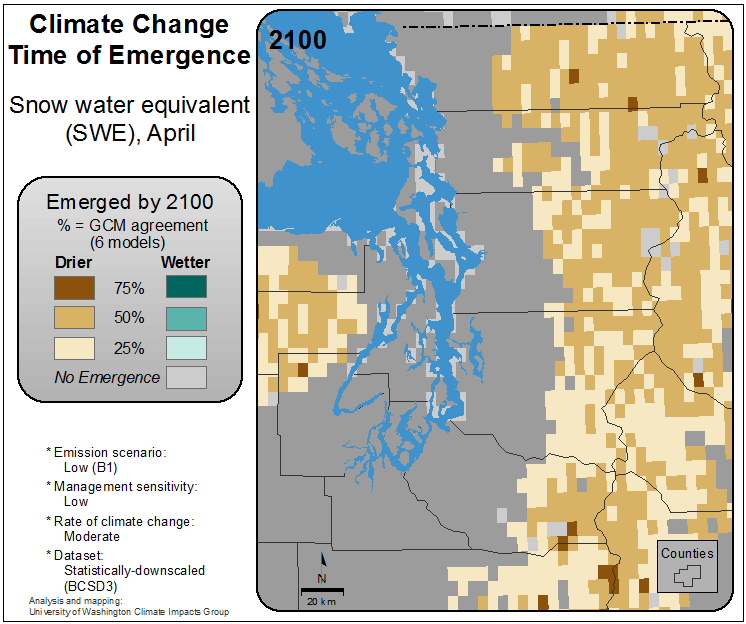 Climate Change
Time of Emergence
Snow water equivalent
(SWE), April
Emerged by 2100
% = GCM agreement
(6 models)
Drier Wetter
75%
50%
25%
No Emergence
* Emission scenario:
Low (B1)
* Management sensitivity:
Low
* Rate of climate change:
Moderate
* Dataset:
Statistically-downscaled
(BCSD3)
Analysis and mapping:
University of Washington Climate Impacts Group
2100
N
20 km
Counties